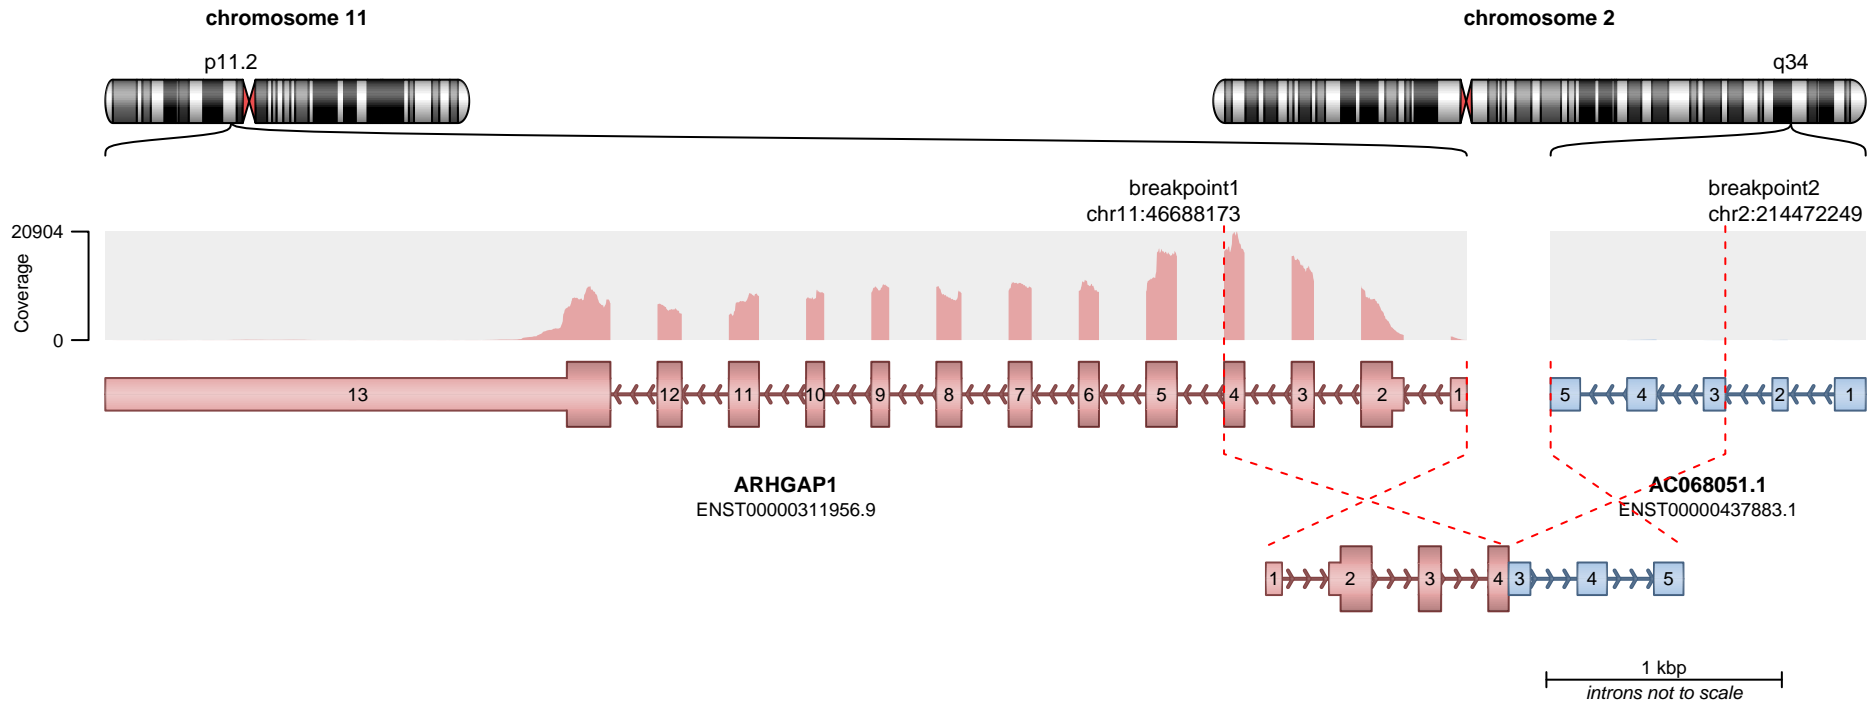 chromosome 11
chromosome 2
p11.2
q34
breakpoint1
chr11:46688173
breakpoint2
chr2:214472249
20904
Coverage
0
13 12 11 10 9 8 7 6 5 4 3 2 1
5 4 3 2 1
ARHGAP1
ENST00000311956.9
AC068051.1
ENST00000437883.1
1 2 3 4 3 4 5
1 kbp
introns not to scale